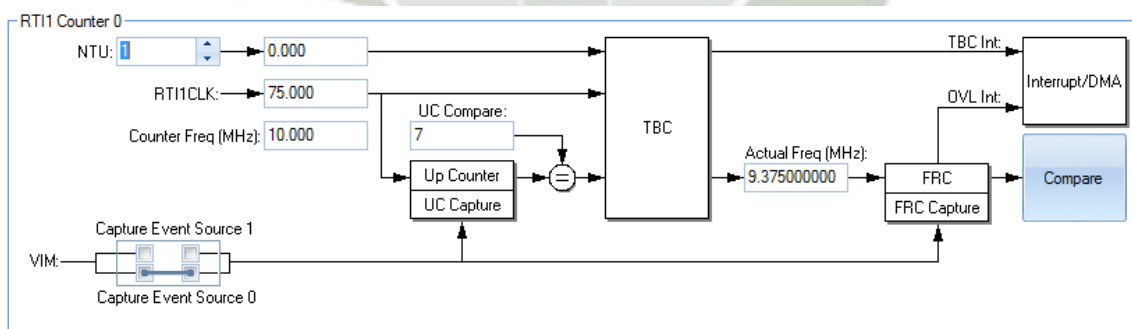 RTI1 Counter 0
NTU: 1 0.000
TBC Int:
RTI1CLK: 75.000
Interrupt/DMA
OVL Int:
UC Compare:
TBC
Counter Freq (MHz): 10.000
7
Actual Freq (MHz):
Up Counter
=
9.375000000
FRC
Compare
UC Capture
FRC Capture
Capture Event Source 1
VIM:
Capture Event Source 0